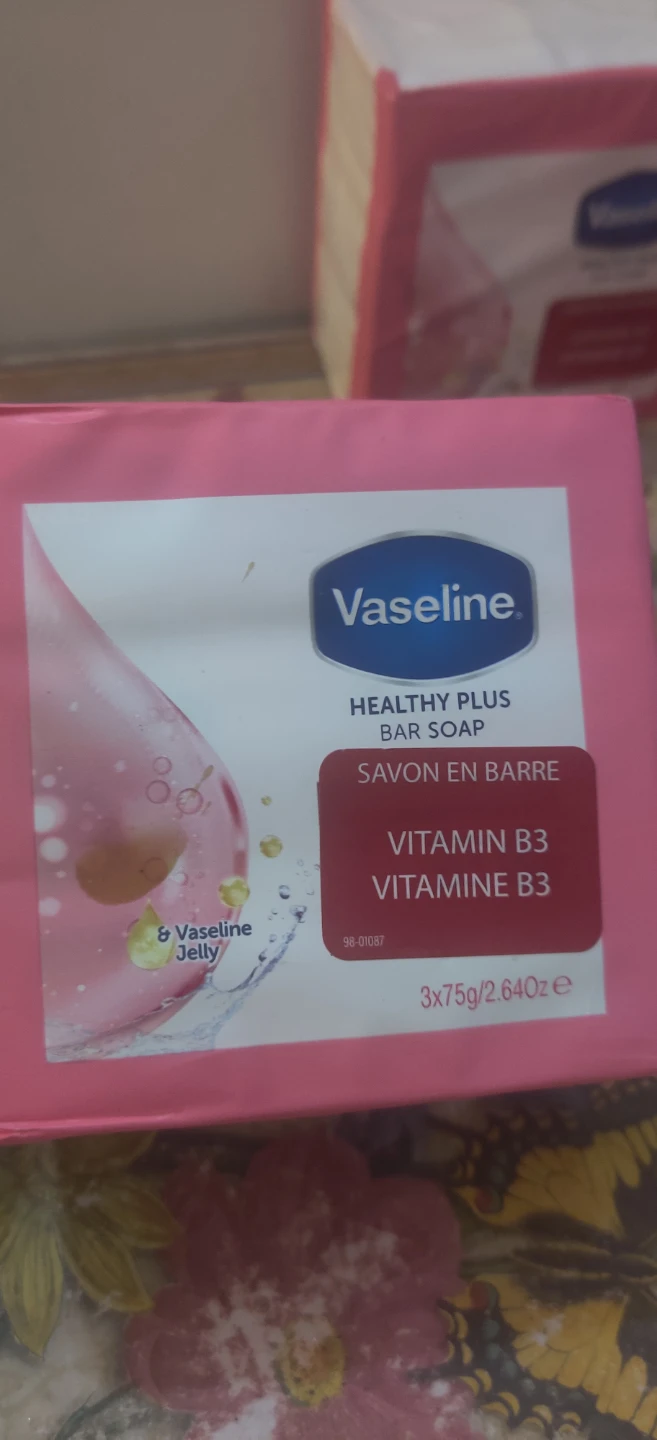 Vaseline®
HEALTHY PLUS
BAR SOAP
SAVON EN BARRE
VITAMIN B3
VITAMINE B3
98-01087
& Vaseline
Jelly
3x75g/2.64Oz ℮